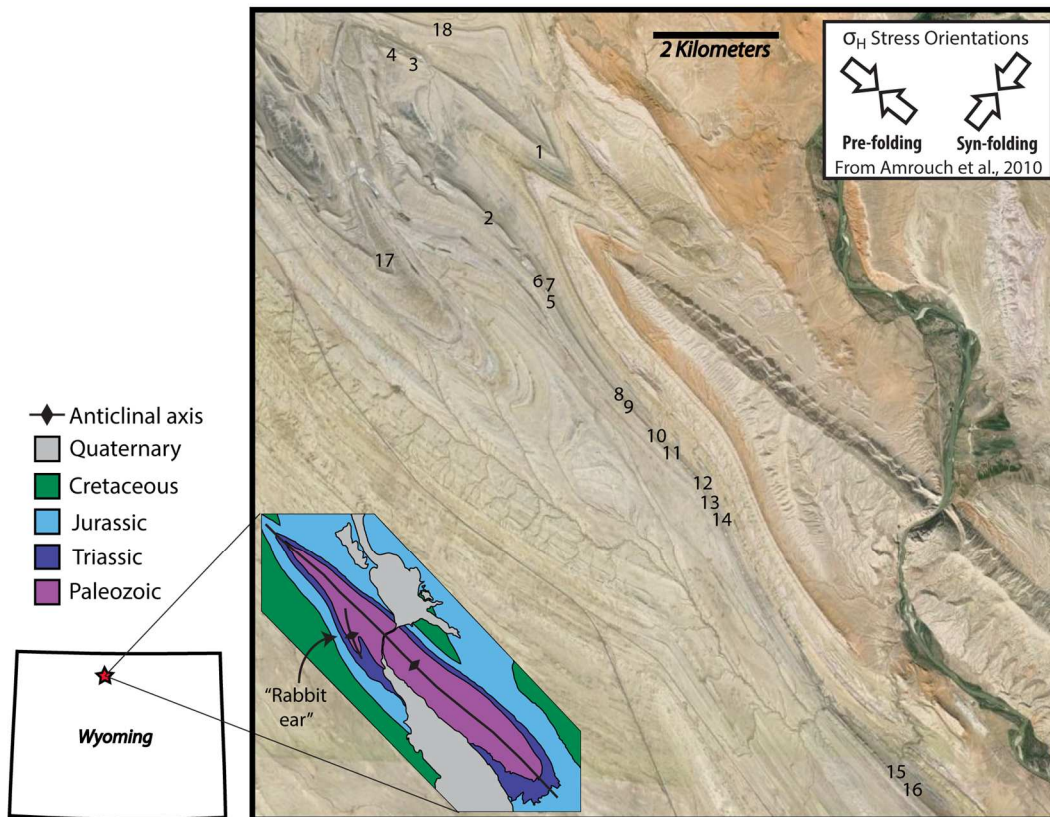 18
4
3
2 Kilometers
σH Stress Orientations
Pre-folding
Syn-folding
From Amrouch et al., 2010
1
2
17
6
7
5
8
9
10
11
12
13
14
15
16
Anticlinal axis
Quaternary
Cretaceous
Jurassic
Triassic
Paleozoic
"Rabbit
ear"
Wyoming